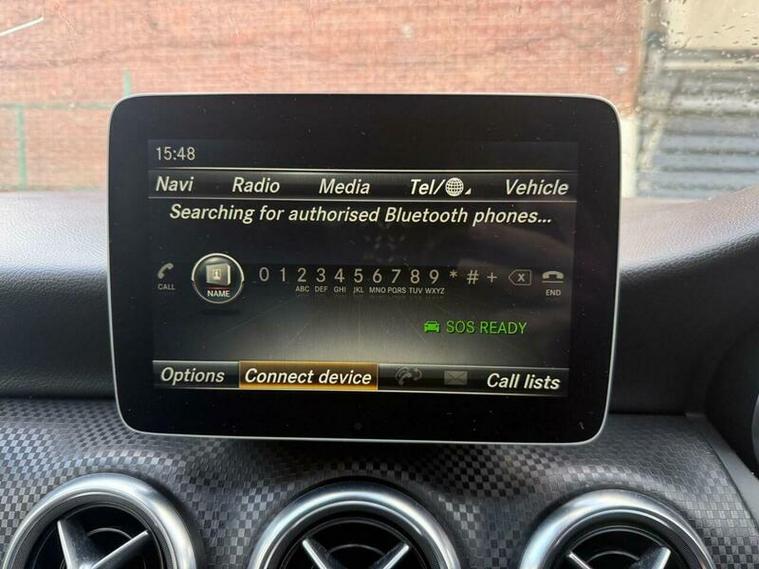 15:48
Navi Radio Media Tel/ Vehicle
Searching for authorised Bluetooth phones...
CALL NAME 0 1 2 3 4 5 6 7 8 9 * # + X END
ABC DEF GHI JKL MNO PQRS TUV WXYZ
SOS READY
Options Connect device Call lists